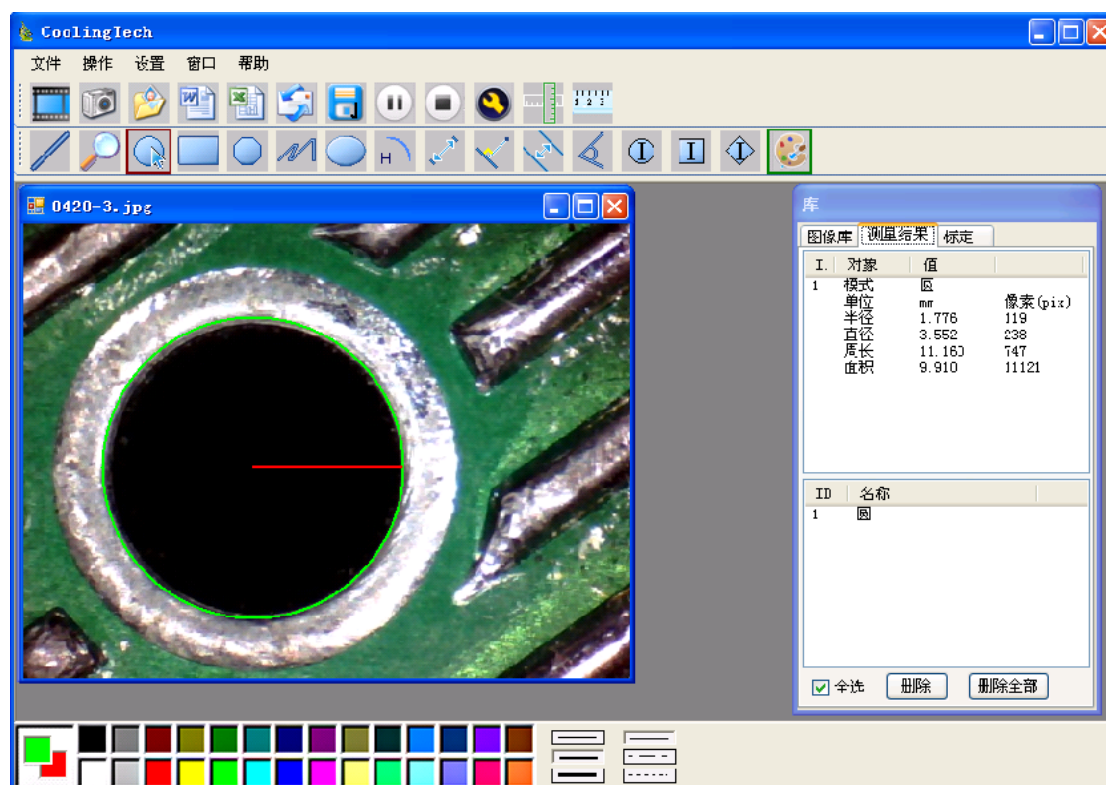 CoolingTech
文件 操作 设置 窗口 帮助
H
0420-3.jpg
库
图像库 测量结果 标定
I. 对象 值
1 模式 圆
单位 mm 像素(pix)
半径 1.776 119
直径 3.552 238
周长 11.160 747
面积 9.910 11121
ID 名称
1 圆
全选 删除 删除全部